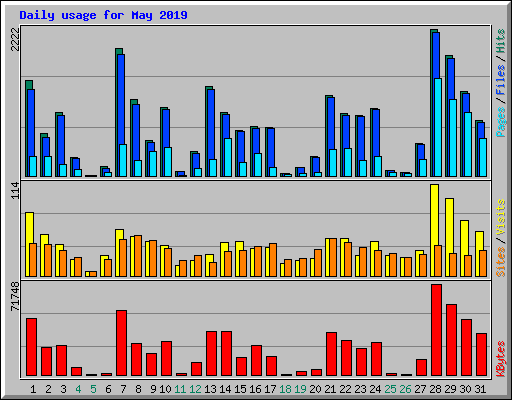 Daily usage for May 2019
2222
Pages / Files / Hits
114
Sites / Visits
71748
KBytes
1 2 3 4 5 6 7 8 9 10 11 12 13 14 15 16 17 18 19 20 21 22 23 24 25 26 27 28 29 30 31